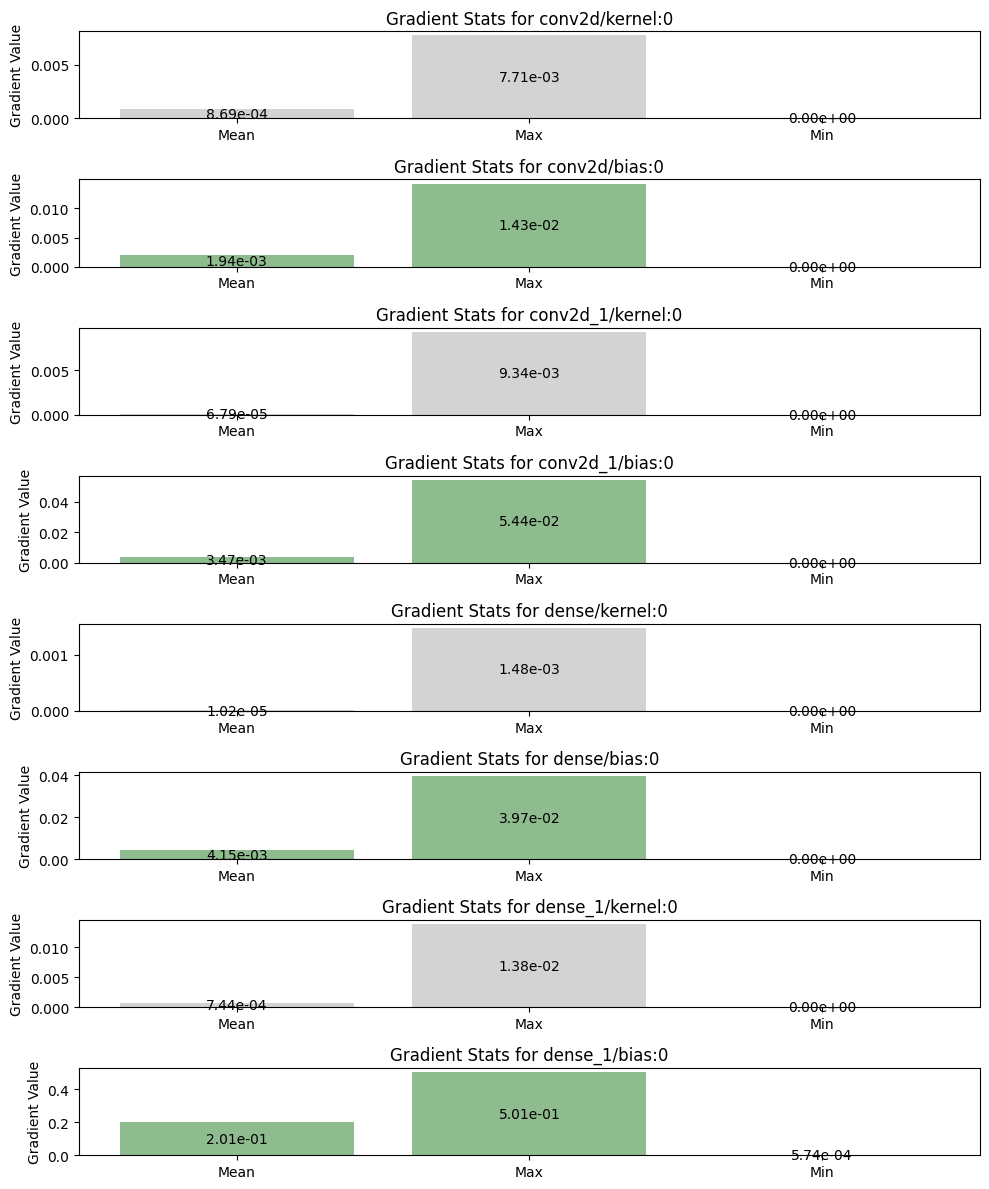 Gradient Stats for conv2d/kernel:0
Gradient Value
0.005
0.000
8.69e-04
7.71e-03
0.00e+00
Mean Max Min
Gradient Stats for conv2d/bias:0
Gradient Value
0.010
0.005
0.000
1.94e-03
1.43e-02
0.00e+00
Mean Max Min
Gradient Stats for conv2d_1/kernel:0
Gradient Value
0.005
0.000
6.79e-05
9.34e-03
0.00e+00
Mean Max Min
Gradient Stats for conv2d_1/bias:0
Gradient Value
0.04
0.02
0.00
3.47e-03
5.44e-02
0.00e+00
Mean Max Min
Gradient Stats for dense/kernel:0
Gradient Value
0.001
0.000
1.02e-05
1.48e-03
0.00e+00
Mean Max Min
Gradient Stats for dense/bias:0
Gradient Value
0.04
0.02
0.00
4.15e-03
3.97e-02
0.00e+00
Mean Max Min
Gradient Stats for dense_1/kernel:0
Gradient Value
0.010
0.005
0.000
7.44e-04
1.38e-02
0.00e+00
Mean Max Min
Gradient Stats for dense_1/bias:0
Gradient Value
0.4
0.2
0.0
2.01e-01
5.01e-01
5.74e-04
Mean Max Min